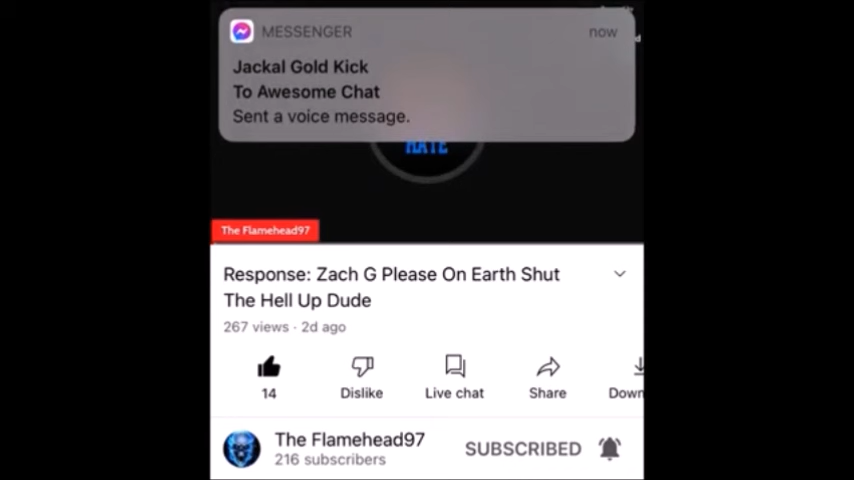 MESSENGER now
Jackal Gold Kick
To Awesome Chat
Sent a voice message.
HATE
The Flamehead97
Response: Zach G Please On Earth Shut
The Hell Up Dude
267 views · 2d ago
14 Dislike Live chat Share Down
The Flamehead97 SUBSCRIBED
216 subscribers